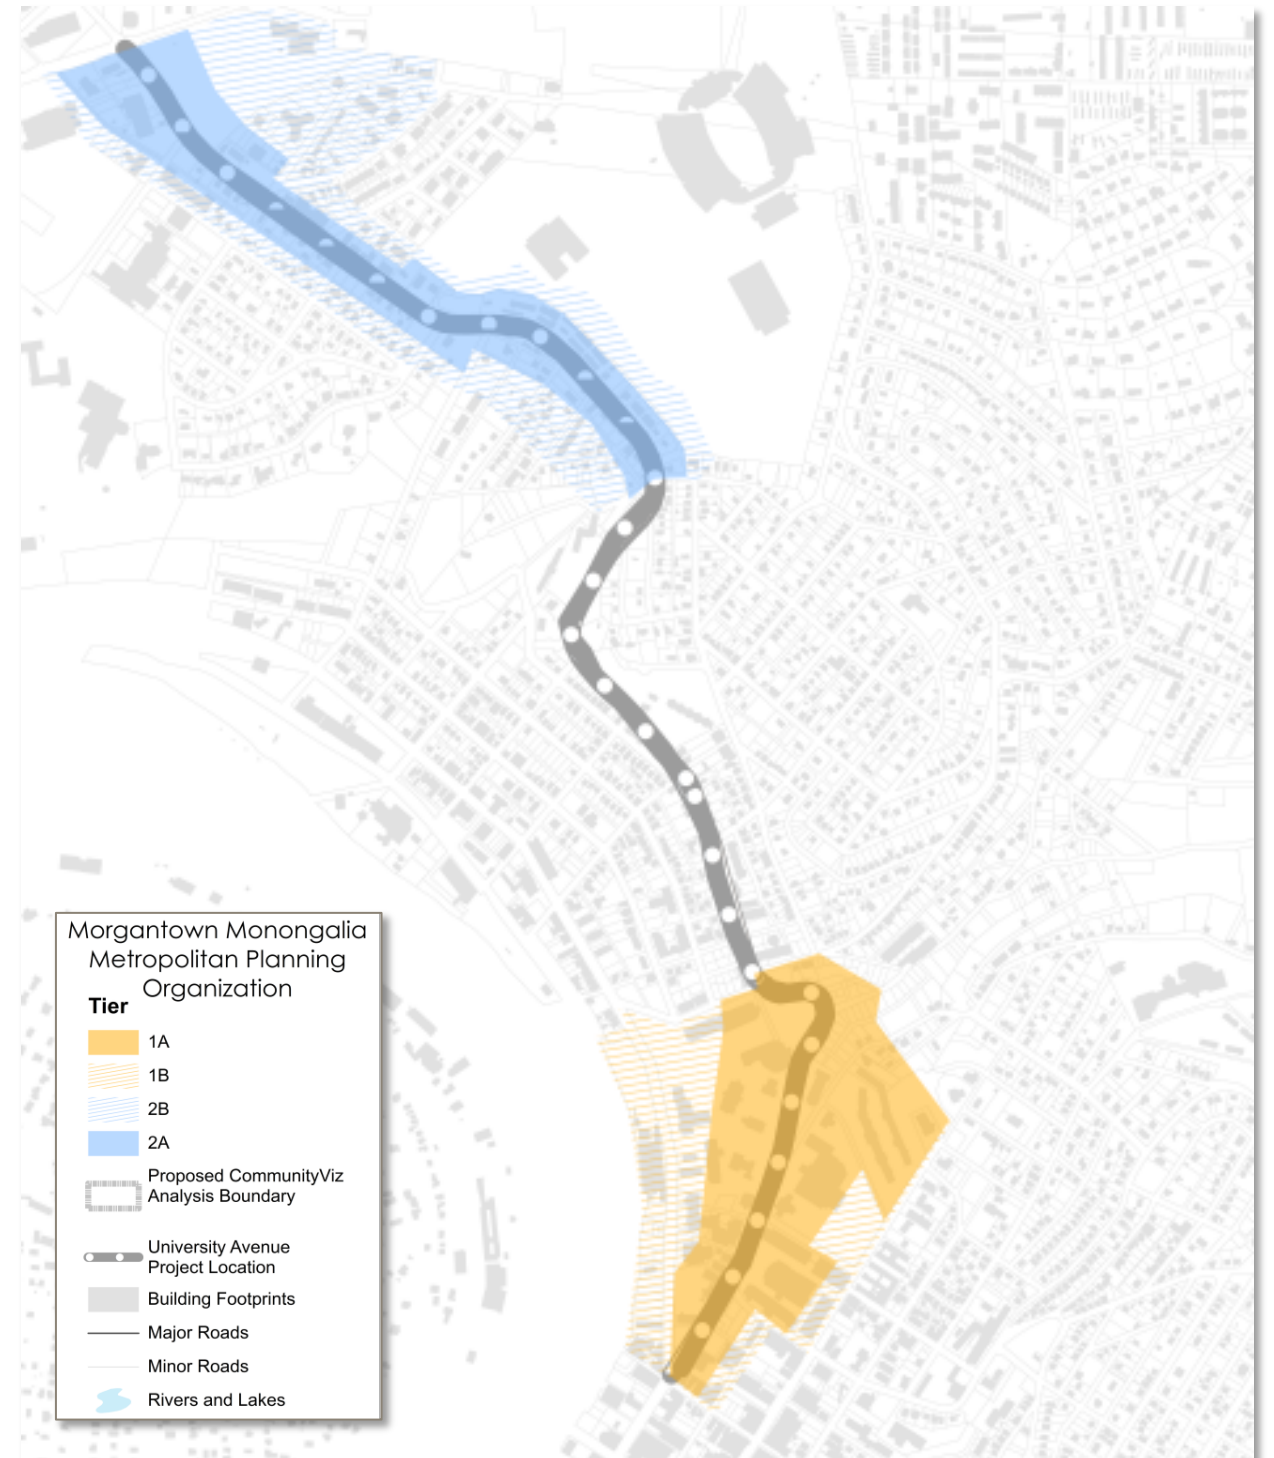 Morgantown Monongalia
Metropolitan Planning
Organization
Tier
1A
1B
2B
2A
Proposed CommunityViz
Analysis Boundary
University Avenue
Project Location
Building Footprints
Major Roads
Minor Roads
Rivers and Lakes